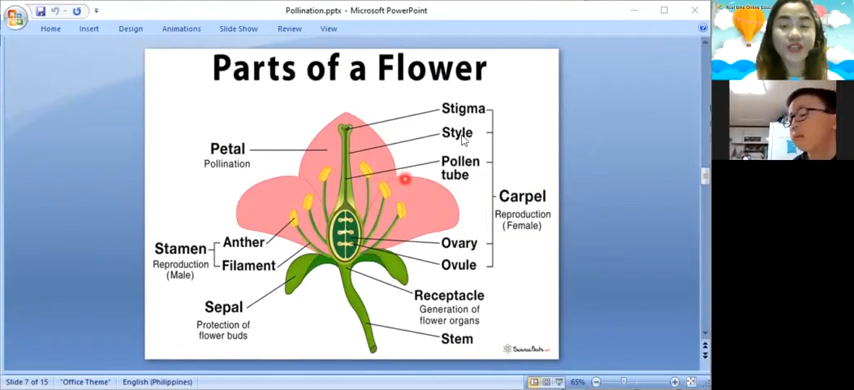 Pollination.pptx - Microsoft PowerPoint
Home Insert Design Animations Slide Show Review View
Parts of a Flower
Stigma
Style
Pollen
tube
Carpel
Reproduction
(Female)
Ovary
Ovule
Petal
Pollination
Stamen
Reproduction
(Male)
Anther
Filament
Sepal
Protection of
flower buds
Receptacle
Generation of
flower organs
Stem
Slide 7 of 15 "Office Theme" English (Philippines) 65%